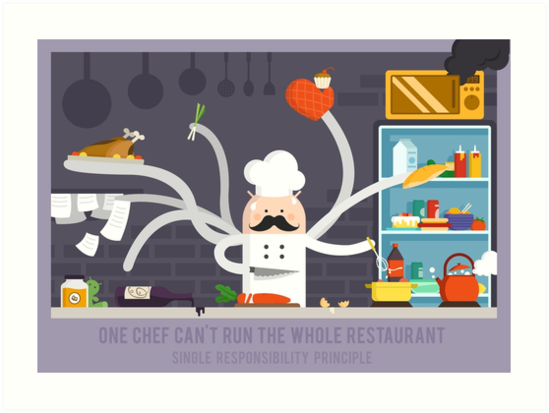 ONE CHEF CAN'T RUN THE WHOLE RESTAURANT
SINGLE RESPONSIBILITY PRINCIPLE